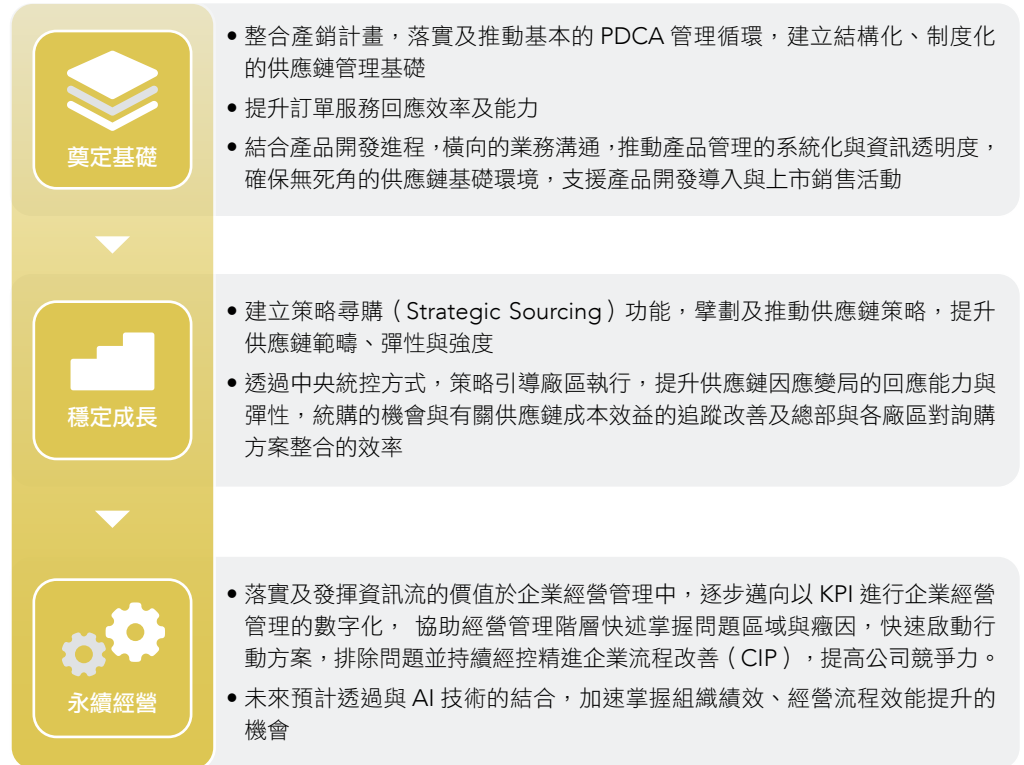 奠定基礎
• 整合產銷計畫，落實及推動基本的 PDCA 管理循環，建立結構化、制度化
的供應鏈管理基礎
• 提升訂單服務回應效率及能力
• 結合產品開發進程，橫向的業務溝通，推動產品管理的系統化與資訊透明度，
確保無死角的供應鏈基礎環境，支援產品開發導入與上市銷售活動
穩定成長
• 建立策略尋購（Strategic Sourcing）功能，擘劃及推動供應鏈策略，提升
供應鏈範疇、彈性與強度
• 透過中央統控方式，策略引導廠區執行，提升供應鏈因應變局的回應能力與
彈性，統購的機會與有關供應鏈成本效益的追蹤改善及總部與各廠區對詢購
方案整合的效率
永續經營
• 落實及發揮資訊流的價值於企業經營管理中，逐步邁向以 KPI 進行企業經營
管理的數字化， 協助經營管理階層快述掌握問題區域與癥因，快速啟動行
動方案，排除問題並持續經控精進企業流程改善（CIP），提高公司競爭力。
• 未來預計透過與 AI 技術的結合，加速掌握組織績效、經營流程效能提升的
機會